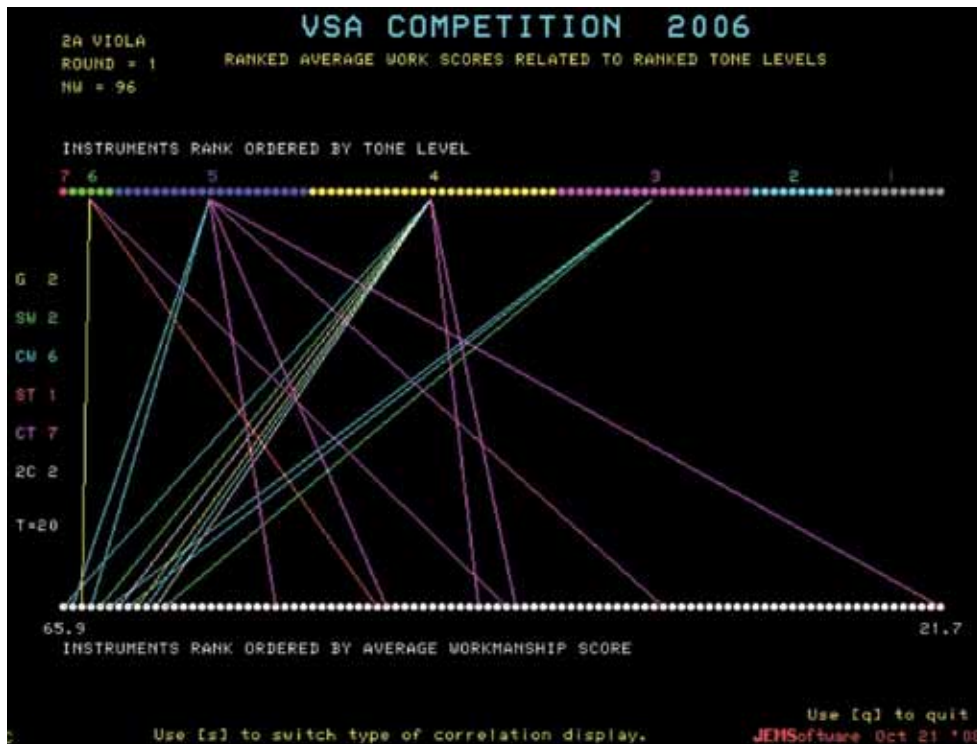 VSA COMPETITION 2006
2A VIOLA
ROUND = 1
NW = 96
RANKED AVERAGE WORK SCORES RELATED TO RANKED TONE LEVELS
INSTRUMENTS RANK ORDERED BY TONE LEVEL
7 6 5 4 3 2 1
G 2
SW 2
CW 6
ST 1
CT 7
2C 2
T=20
65.9 21.7
INSTRUMENTS RANK ORDERED BY AVERAGE WORKMANSHIP SCORE
Use [q] to quit
Use [s] to switch type of correlation display.
JEMSoftware Oct 21